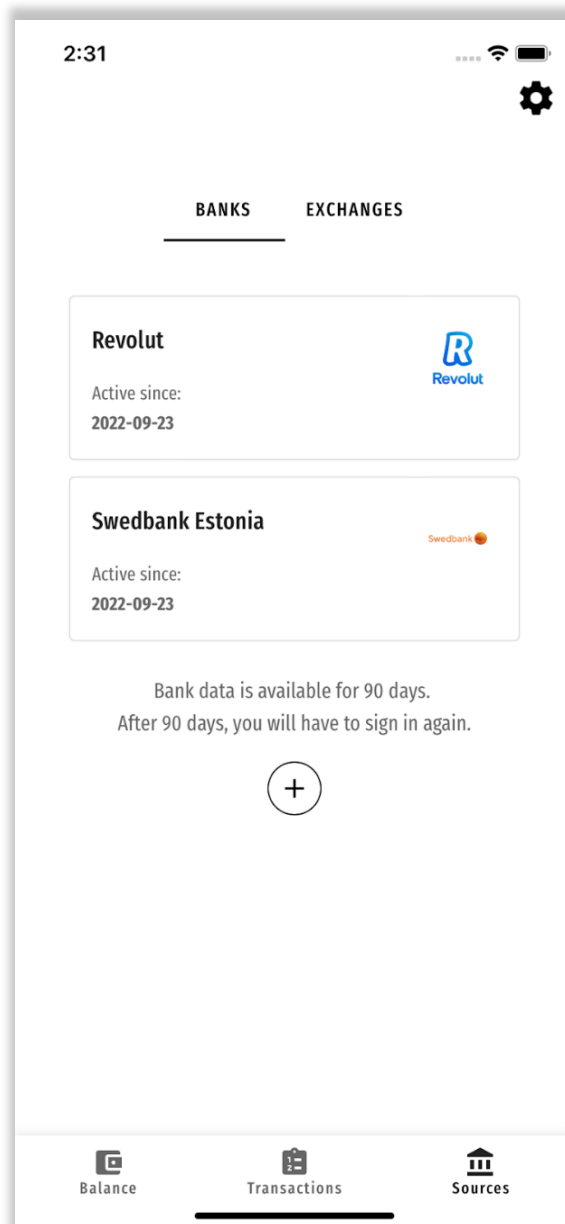 2:31
BANKS EXCHANGES
Revolut
R
Revolut
Active since:
2022-09-23
Swedbank Estonia
Swedbank
Active since:
2022-09-23
Bank data is available for 90 days.
After 90 days, you will have to sign in again.
+
Balance Transactions Sources